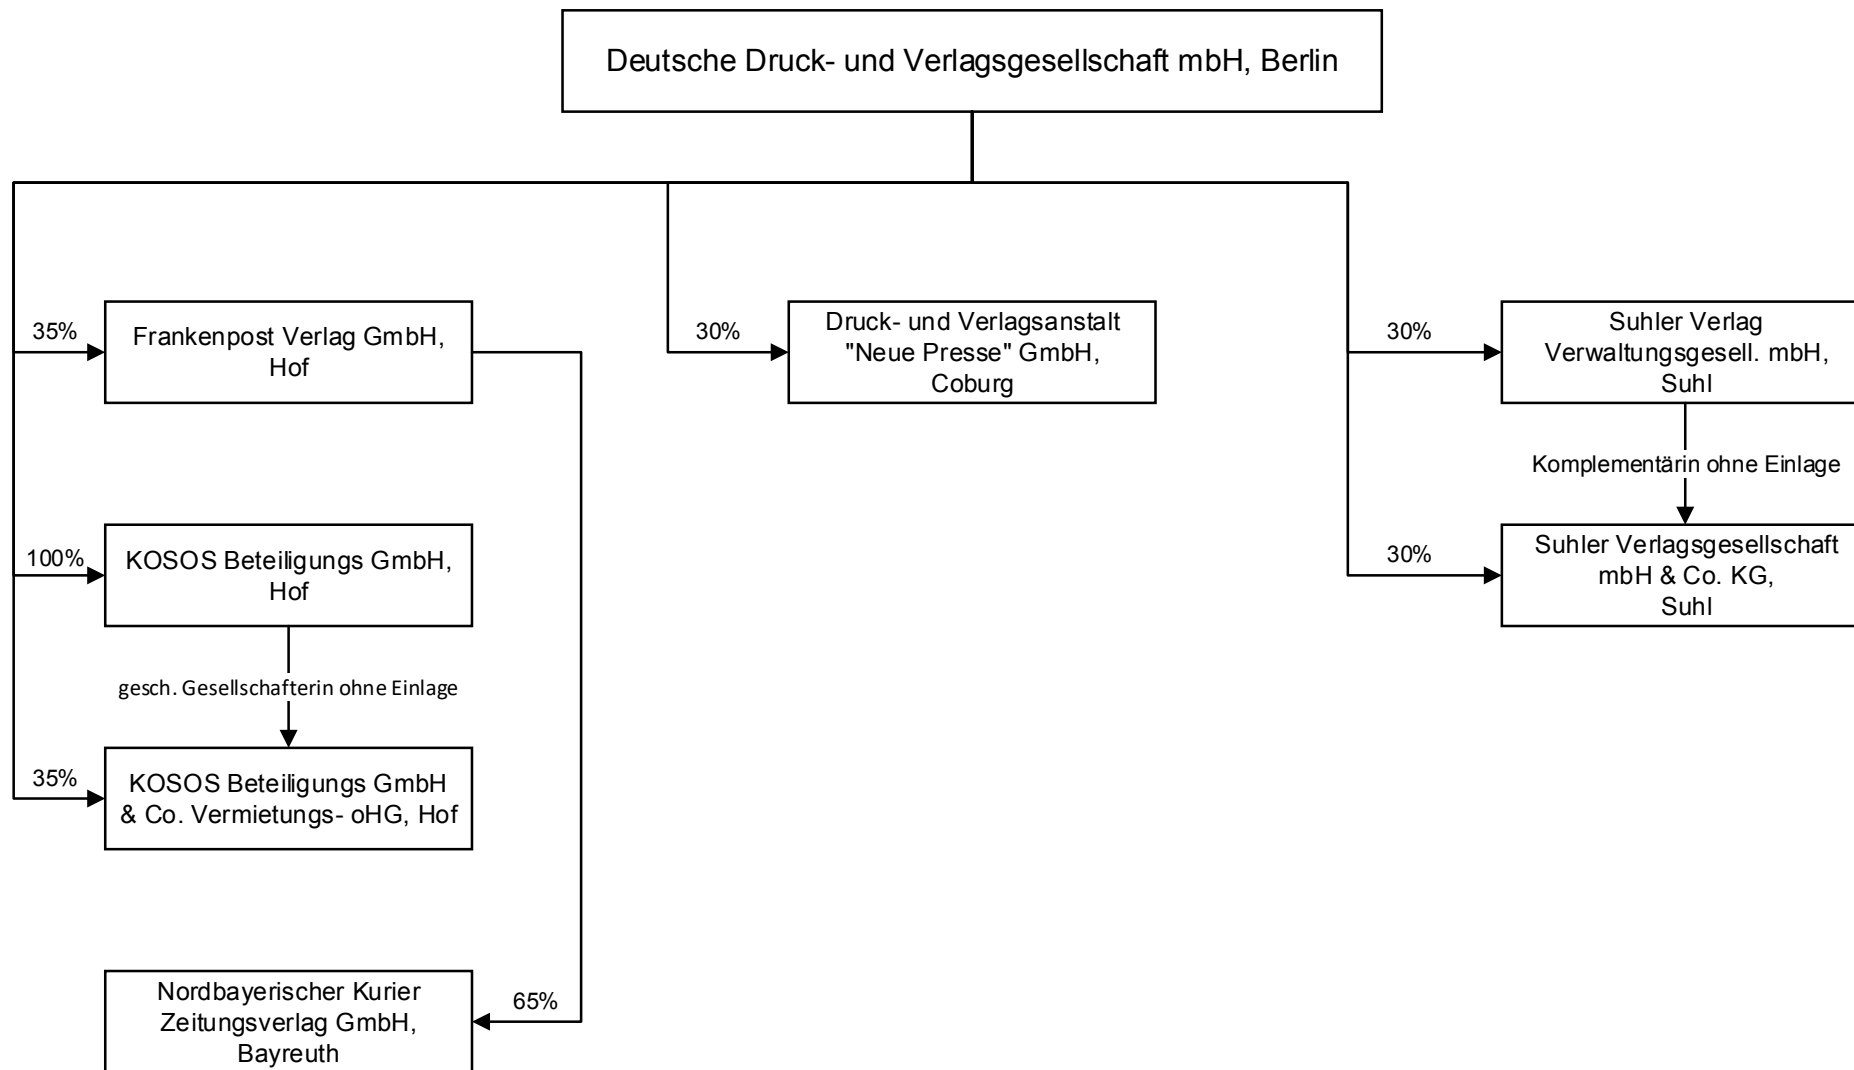 Deutsche Druck- und Verlagsgesellschaft mbH, Berlin
35%
Frankenpost Verlag GmbH,
Hof
30%
Druck- und Verlagsanstalt
"Neue Presse" GmbH,
Coburg
30%
Suhler Verlag
Verwaltungsgesell. mbH,
Suhl
Komplementärin ohne Einlage
100%
KOSOS Beteiligungs GmbH,
Hof
30%
Suhler Verlagsgesellschaft
mbH & Co. KG,
Suhl
gesch. Gesellschafterin ohne Einlage
35%
KOSOS Beteiligungs GmbH
& Co. Vermietungs- oHG, Hof
Nordbayerischer Kurier
Zeitungsverlag GmbH,
Bayreuth
65%